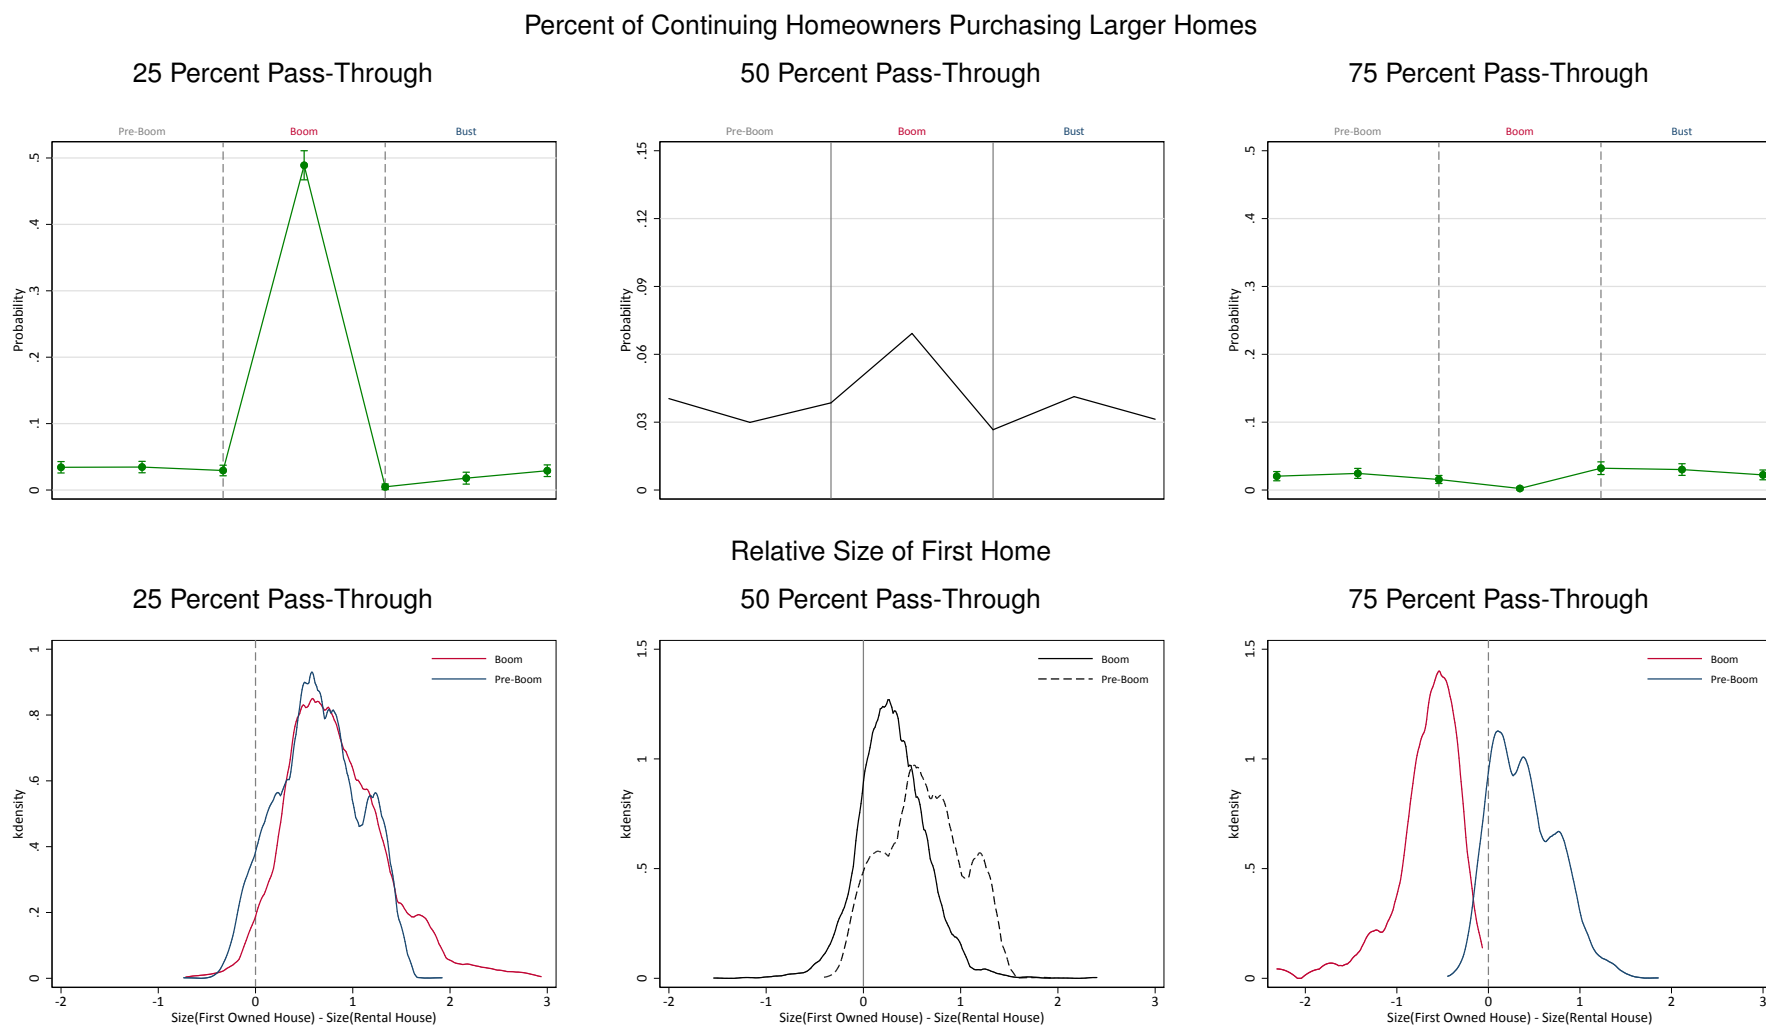 Percent of Continuing Homeowners Purchasing Larger Homes
25 Percent Pass-Through
50 Percent Pass-Through
75 Percent Pass-Through
Pre-Boom
Boom
Bust
Probability
0
.1
.2
.3
.4
.5
Pre-Boom
Boom
Bust
Probability
0
.03
.06
.09
.12
.15
Pre-Boom
Boom
Bust
Probability
0
.1
.2
.3
.4
.5
Relative Size of First Home
25 Percent Pass-Through
50 Percent Pass-Through
75 Percent Pass-Through
Boom
Pre-Boom
kdensity
0
.2
.4
.6
.8
1
-2 -1 0 1 2 3
Size(First Owned House) - Size(Rental House)
Boom
Pre-Boom
kdensity
0
.5
1
1.5
-2 -1 0 1 2 3
Size(First Owned House) - Size(Rental House)
Boom
Pre-Boom
kdensity
0
.5
1
1.5
-2 -1 0 1 2 3
Size(First Owned House) - Size(Rental House)